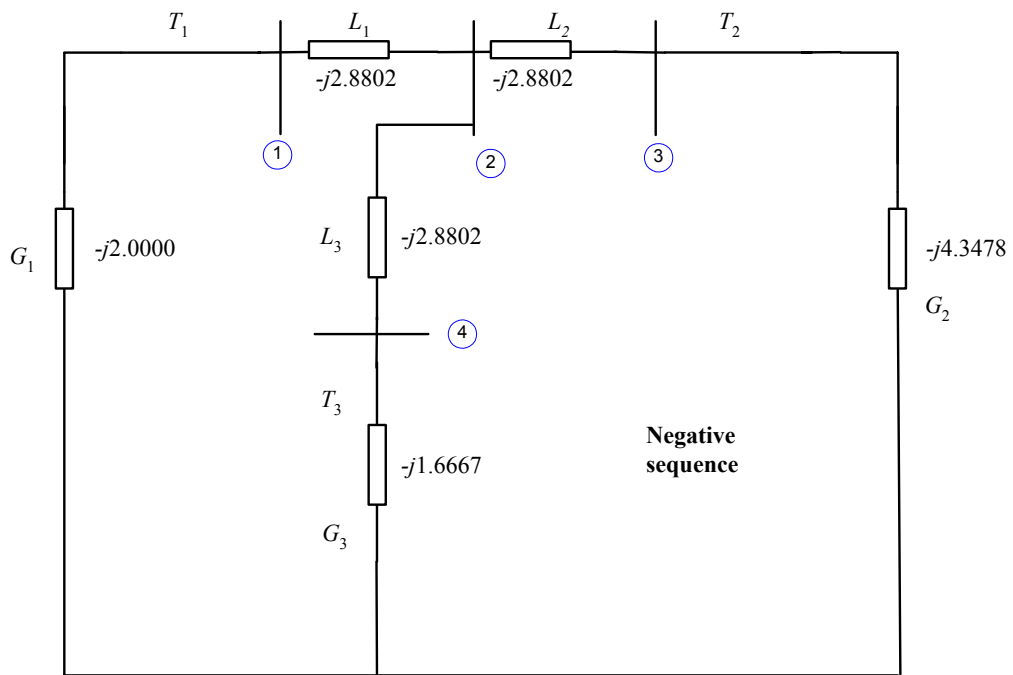 T1 L1 L2 T2
-j2.8802 -j2.8802
1 2 3
G1 -j2.0000 L3 -j2.8802 -j4.3478
G2
4
T3
Negative
sequence
-j1.6667
G3